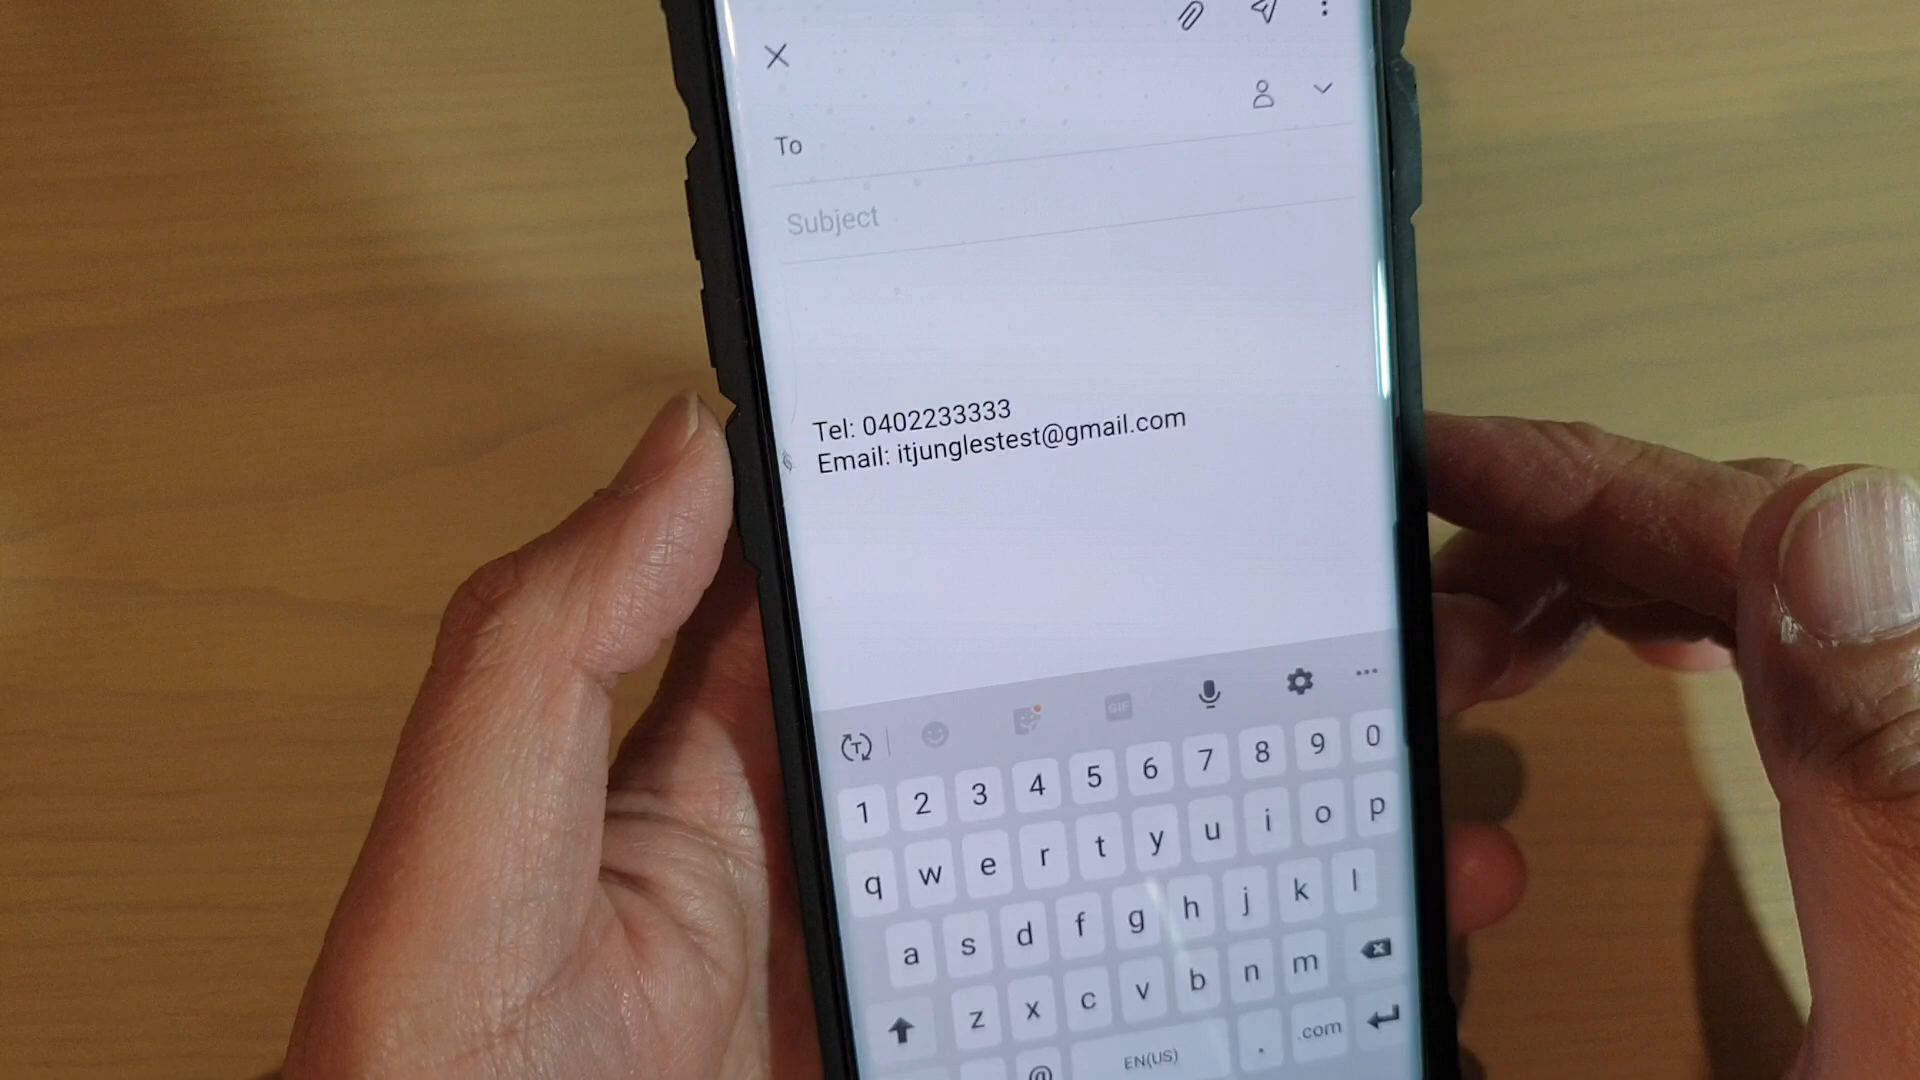 To
Subject
Tel: 0402233333
Email: itjunglestest@gmail.com
T
GIF
1 2 3 4 5 6 7 8 9 0
q w e r t y u i o p
a s d f g h j k l
z x c v b n m
@ EN(US) . .com